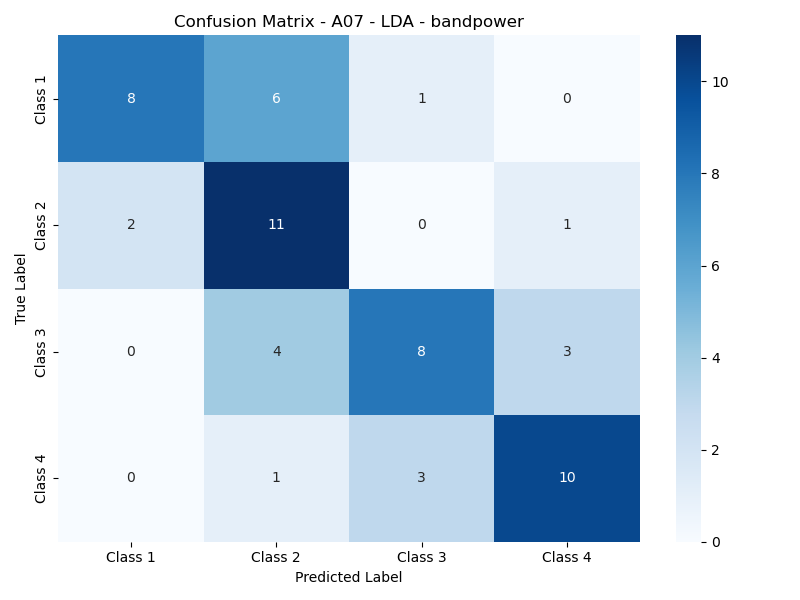 Confusion Matrix - A07 - LDA - bandpower
True Label
Class 1
8 6 1 0
Class 2
2 11 0 1
Class 3
0 4 8 3
Class 4
0 1 3 10
Class 1 Class 2 Class 3 Class 4
Predicted Label
10
8
6
4
2
0